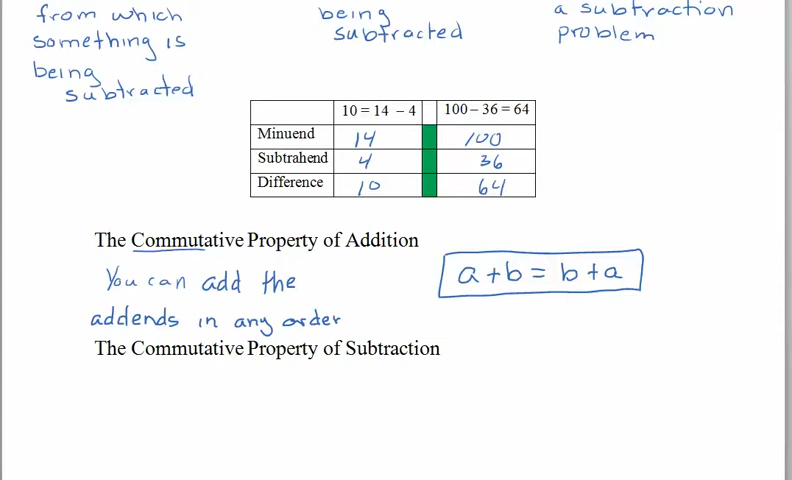 from which
something is
being
subtracted
being
subtracted
a subtraction
problem
10 = 14 – 4
100 – 36 = 64
Minuend 14 100
Subtrahend 4 36
Difference 10 64
The Commutative Property of Addition
You can add the
addends in any order
a + b = b + a
The Commutative Property of Subtraction